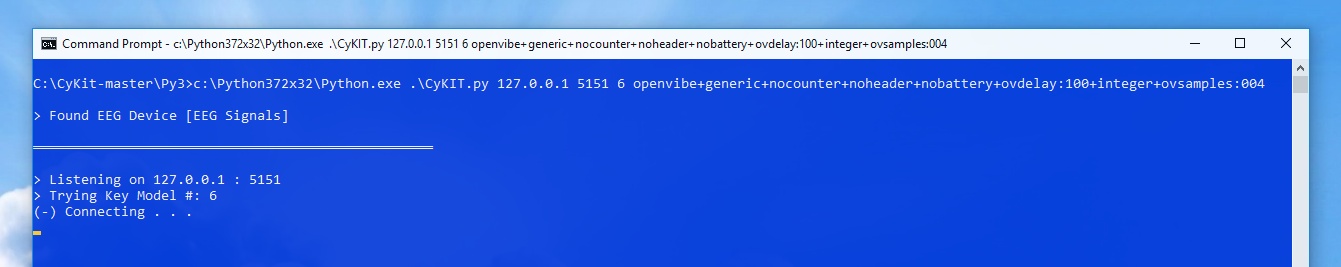 Command Prompt - c:\Python372x32\Python.exe .\CyKIT.py 127.0.0.1 5151 6 openvibe+generic+nocounter+noheader+nobattery+ovdelay:100+integer+ovsamples:004
C:\CyKit-master\Py3>c:\Python372x32\Python.exe .\CyKIT.py 127.0.0.1 5151 6 openvibe+generic+nocounter+noheader+nobattery+ovdelay:100+integer+ovsamples:004
> Found EEG Device [EEG Signals]
> Listening on 127.0.0.1 : 5151
> Trying Key Model #: 6
(-) Connecting . . .